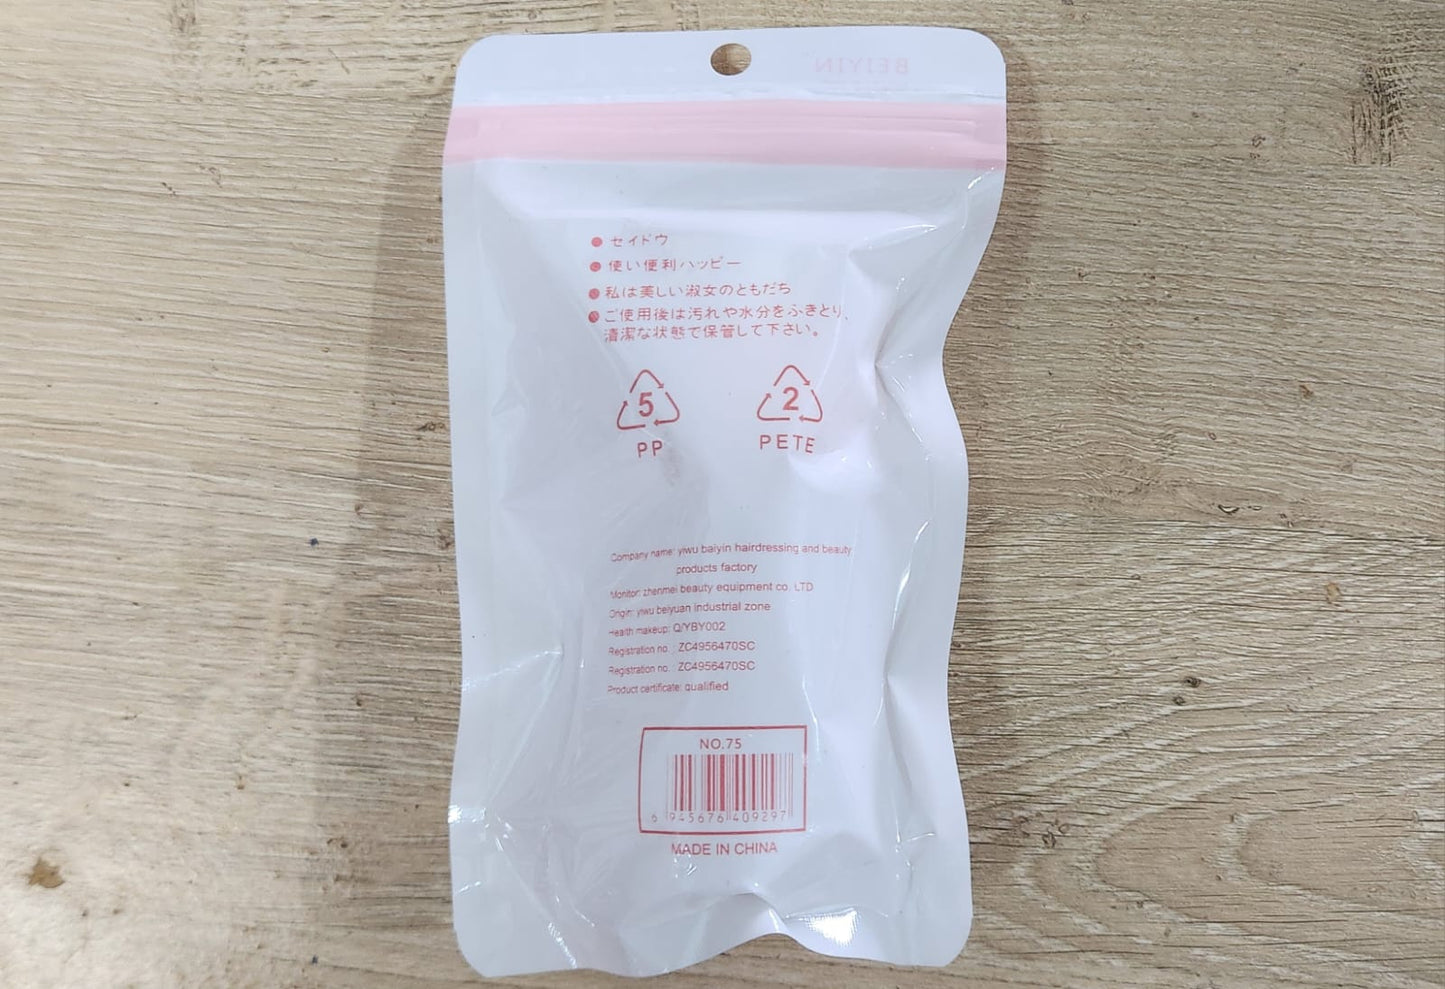 BEIYIN
● セイドウ
● 使い便利ハッピー
● 私は美しい淑女のともだち
● ご使用後は汚れや水分をふきとり、
清潔な状態で保管して下さい。
5 2
PP PETE
Company name: yiwu baiyin hairdressing and beauty
products factory
Monitor: zhenmei beauty equipment co. LTD
Origin: yiwu beiyuan industrial zone
Health makeup: Q/YBY002
Registration no. : ZC4956470SC
Registration no. : ZC4956470SC
Product certificate: qualified
NO.75
6 945676 409297
MADE IN CHINA